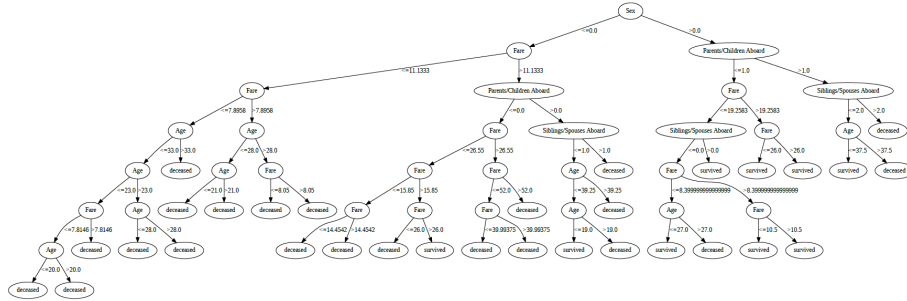 Sex
<=0.0 >0.0
Fare Parents/Children Aboard
<=11.1333 >11.1333 <=1.0 >1.0
Fare Parents/Children Aboard Fare Siblings/Spouses Aboard
<=7.8958 >7.8958 <=0.0 >0.0 <=19.2583 >19.2583 <=2.0 >2.0
Age Age Fare Siblings/Spouses Aboard Siblings/Spouses Aboard Fare Age deceased
<=33.0 >33.0 <=28.0 >28.0 <=26.55 >26.55 <=1.0 >1.0 <=0.0 >0.0 <=26.0 >26.0 <=37.5 >37.5
Age deceased Age Fare Fare Fare Age deceased Fare survived survived survived survived deceased
<=23.0 >23.0 <=21.0 >21.0 <=8.05 >8.05 <=15.85 >15.85 <=52.0 >52.0 <=39.25 >39.25 <=8.399999999999999 >8.399999999999999
Fare Age deceased deceased deceased deceased Fare Fare Fare deceased Age deceased Age Fare
<=7.8146 >7.8146 <=28.0 >28.0 <=14.4542 >14.4542 <=26.0 >26.0 <=39.99375 >39.99375 <=19.0 >19.0 <=27.0 >27.0 <=10.5 >10.5
Age deceased deceased deceased deceased deceased deceased survived deceased deceased survived deceased survived deceased survived survived
<=20.0 >20.0
deceased deceased